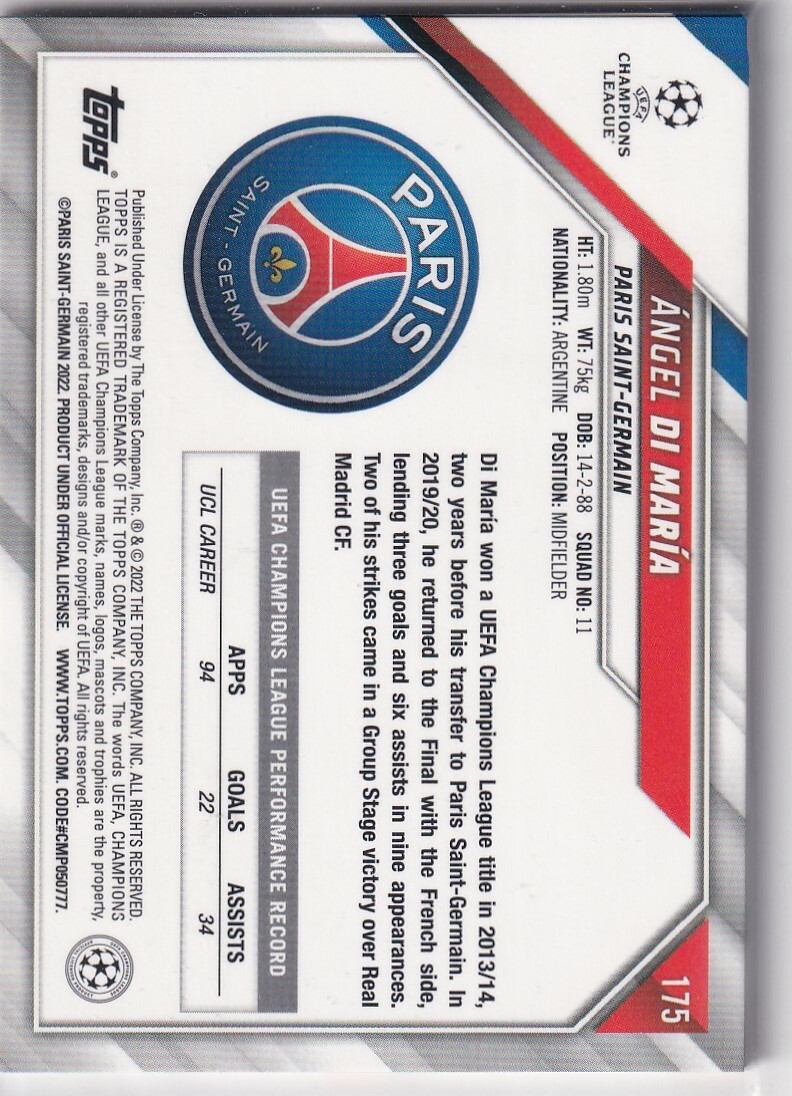 175
UEFA
CHAMPIONS
LEAGUE®
ÁNGEL DI MARÍA
PARIS SAINT-GERMAIN
HT: 1.80m WT: 75kg DOB: 14-2-88 SQUAD NO: 11
NATIONALITY: ARGENTINE POSITION: MIDFIELDER
PARIS
SAINT-GERMAIN
Di María won a UEFA Champions League title in 2013/14,
two years before his transfer to Paris Saint-Germain. In
2019/20, he returned to the Final with the French side,
lending three goals and six assists in nine appearances.
Two of his strikes came in a Group Stage victory over Real
Madrid CF.
UEFA CHAMPIONS LEAGUE PERFORMANCE RECORD
APPS GOALS ASSISTS
UCL CAREER 94 22 34
topps®
Published Under License by The Topps Company, Inc. ® & © 2022 THE TOPPS COMPANY, INC. ALL RIGHTS RESERVED.
TOPPS IS A REGISTERED TRADEMARK OF THE TOPPS COMPANY, INC. The words UEFA, CHAMPIONS
LEAGUE, and all other UEFA Champions League marks, names, logos, mascots and trophies are the property,
registered trademarks, designs and/or copyright of UEFA. All rights reserved.
©PARIS SAINT-GERMAIN 2022. PRODUCT UNDER OFFICIAL LICENSE. WWW.TOPPS.COM. CODE#CMP050777.